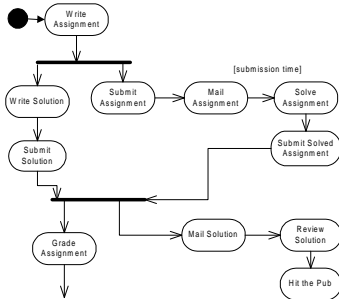 Write
Assignment
[submission time]
Write Solution
Submit
Assignment
Mail
Assignment
Solve
Assignment
Submit
Solution
Submit Solved
Assignment
Grade
Assignment
Mail Solution
Review
Solution
Hit the Pub